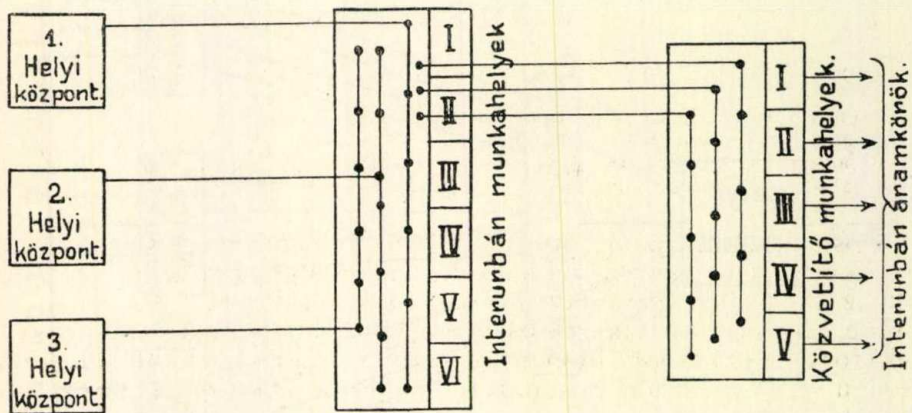 1.
Helyi
központ.
2.
Helyi
központ.
3.
Helyi
központ.
I
II
III
IV
V
VI
Interurbán munkahelyek
I
II
III
IV
V
Közvetítő munkahelyek.
Interurbán áramkörök.